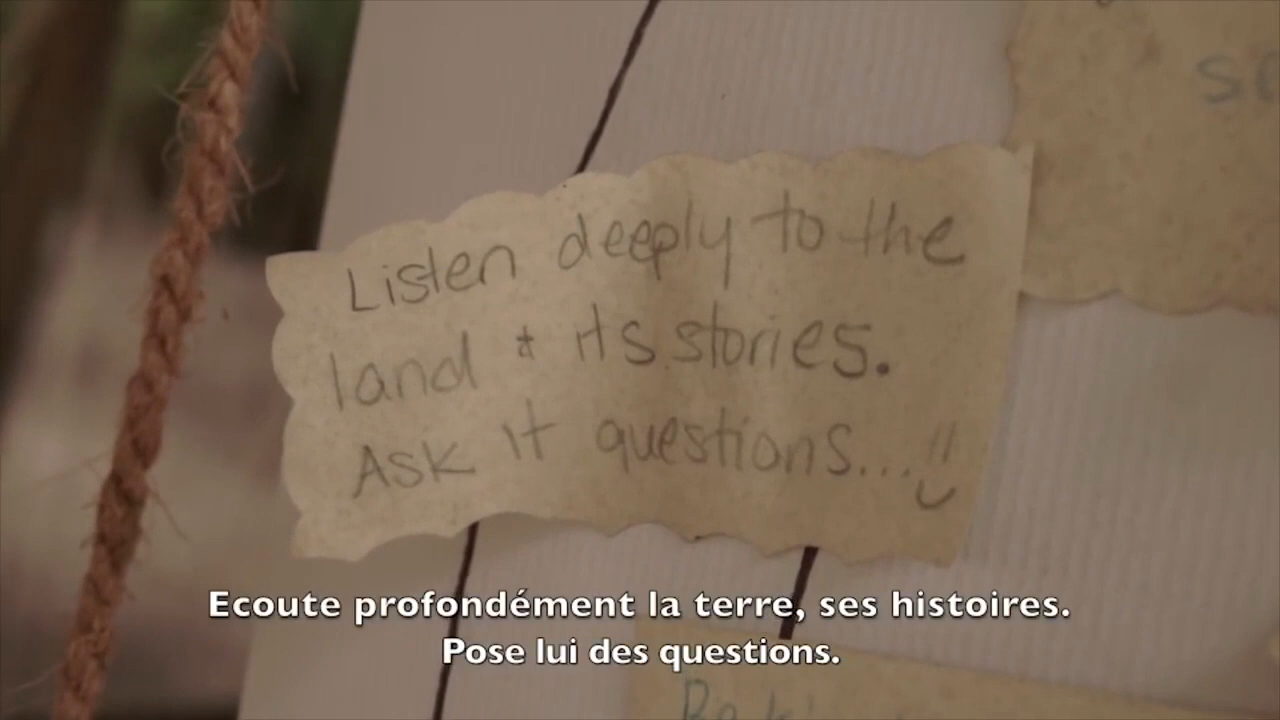 Listen deeply to the
land & its stories.
Ask it questions...
Ecoute profondément la terre, ses histoires.
Pose lui des questions.